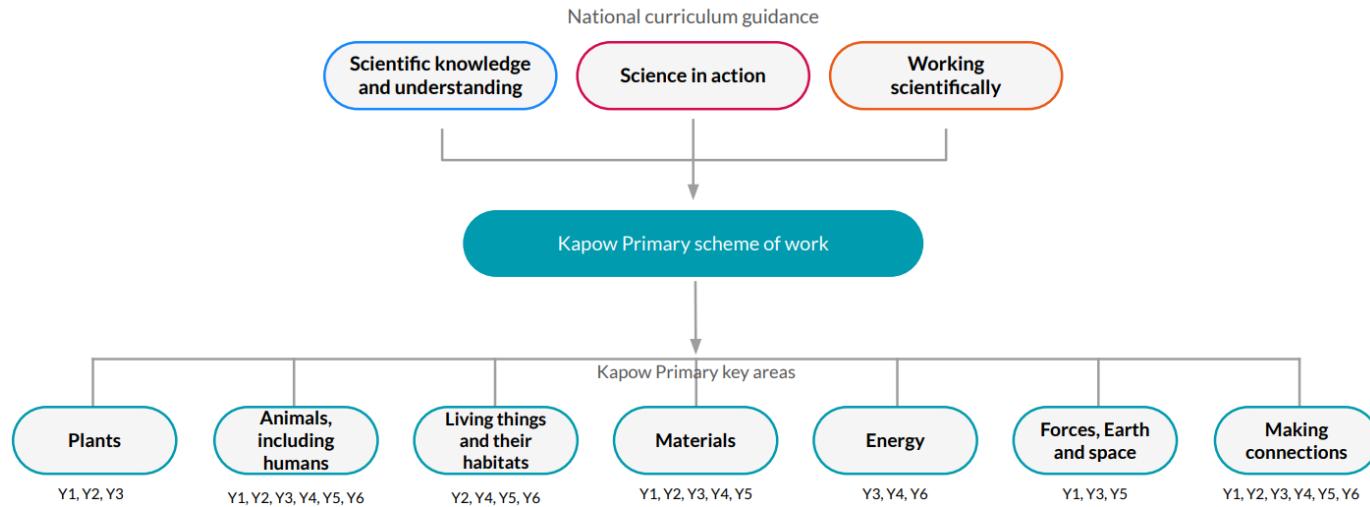 National curriculum guidance
Scientific knowledge
and understanding
Science in action
Working
scientifically
Kapow Primary scheme of work
Kapow Primary key areas
Plants
Y1, Y2, Y3
Animals,
including
humans
Y1, Y2, Y3, Y4, Y5, Y6
Living things
and their
habitats
Y2, Y4, Y5, Y6
Materials
Y1, Y2, Y3, Y4, Y5
Energy
Y3, Y4, Y6
Forces, Earth
and space
Y1, Y3, Y5
Making
connections
Y1, Y2, Y3, Y4, Y5, Y6